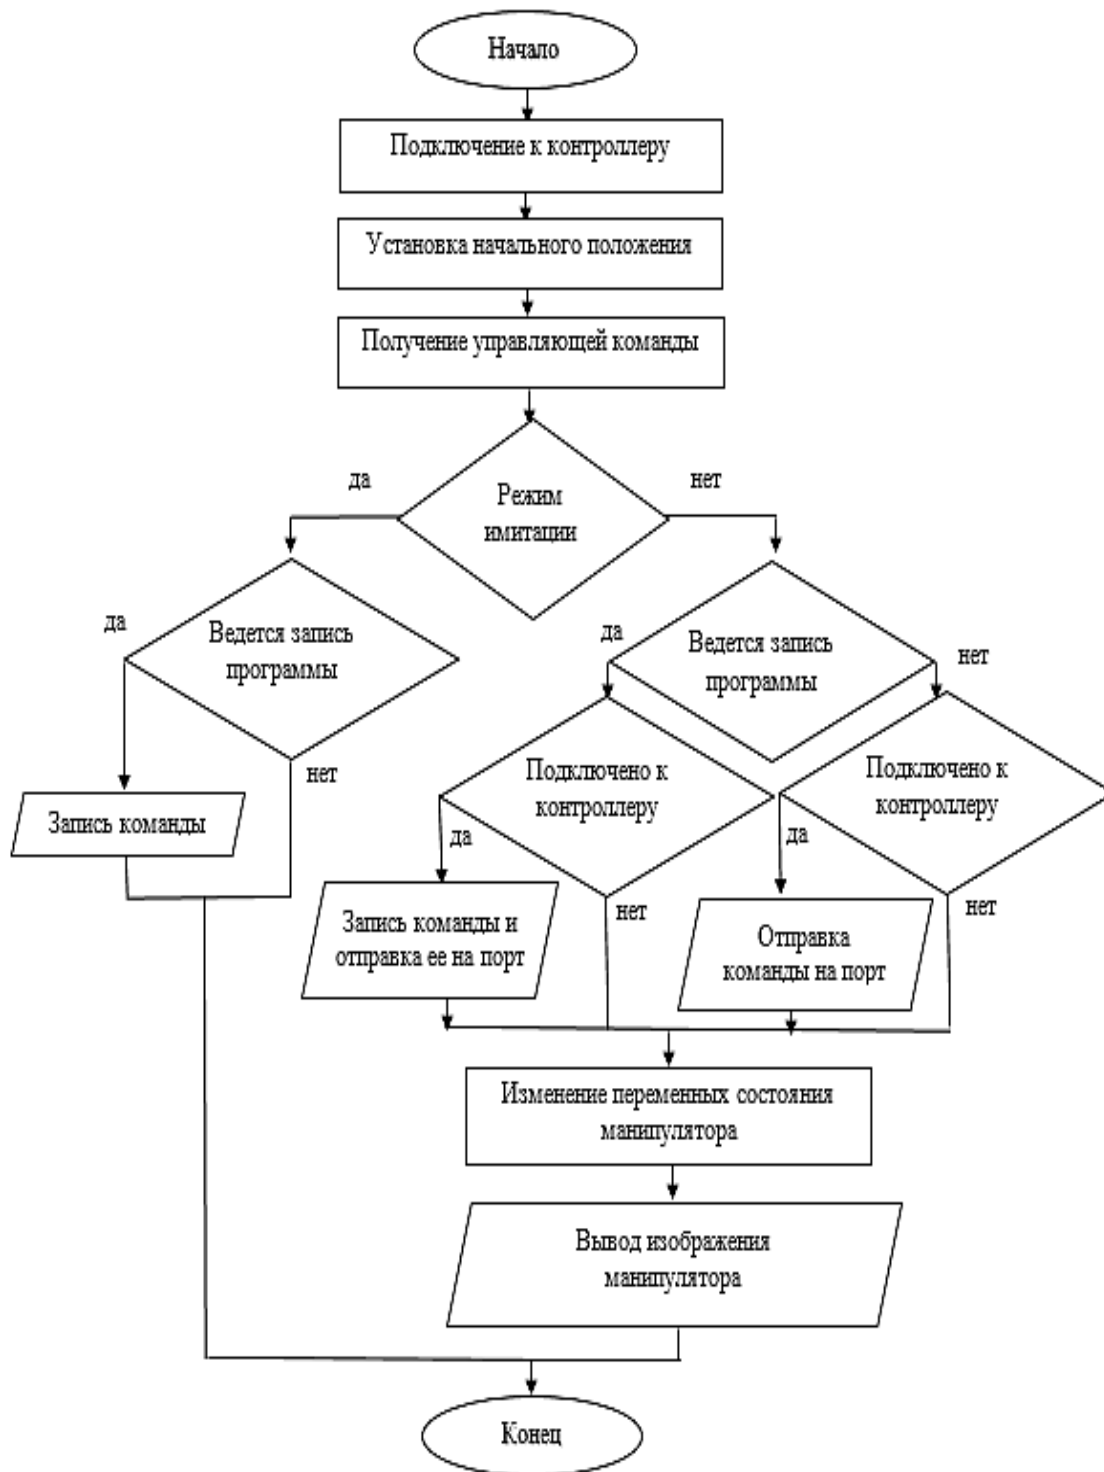 Начало
Подключение к контроллеру
Установка начального положения
Получение управляющей команды
да
нет
Режим
имитации
да
Ведется запись
программы
нет
да
Ведется запись
программы
нет
Подключено к
контроллеру
Подключено к
контроллеру
Запись команды
да
нет
да
нет
Запись команды и
отправка ее на порт
Отправка
команды на порт
Изменение переменных состояния
манипулятора
Вывод изображения
манипулятора
Конец